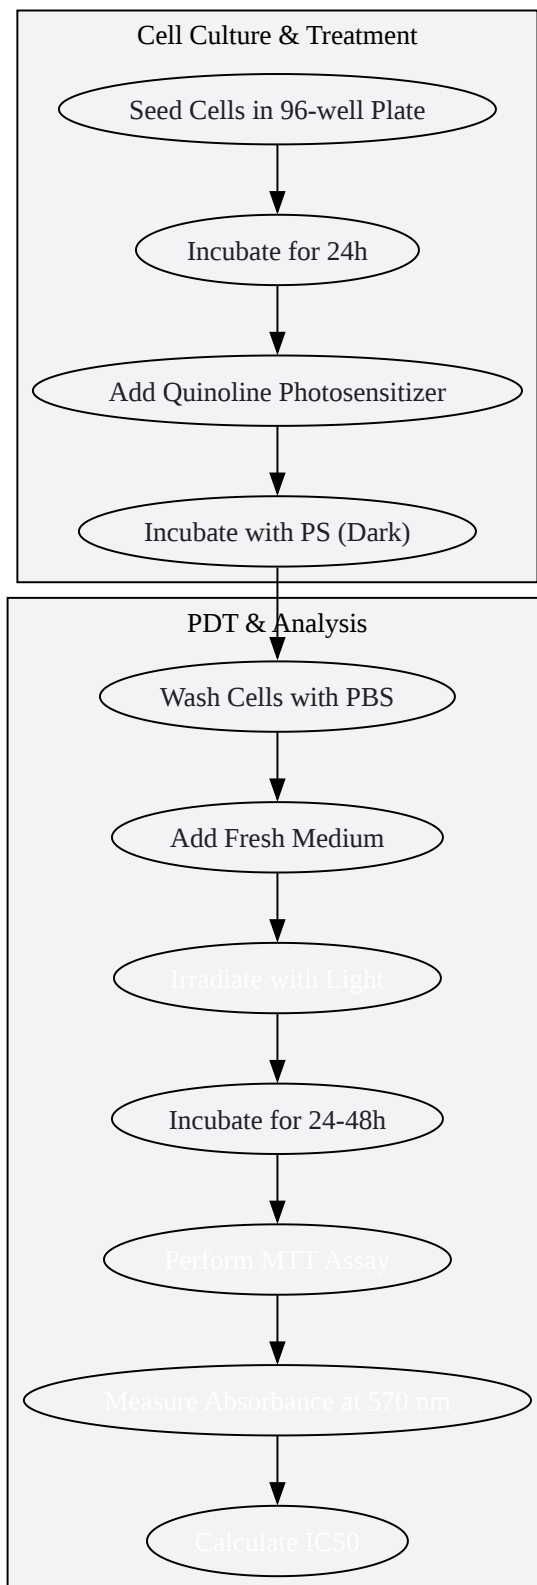 Cell Culture & Treatment
Seed Cells in 96-well Plate
Incubate for 24h
Add Quinoline Photosensitizer
Incubate with PS (Dark)
PDT & Analysis
Wash Cells with PBS
Add Fresh Medium
Irradiate with Light
Incubate for 24-48h
Perform MTT Assay
Measure Absorbance at 570 nm
Calculate IC50